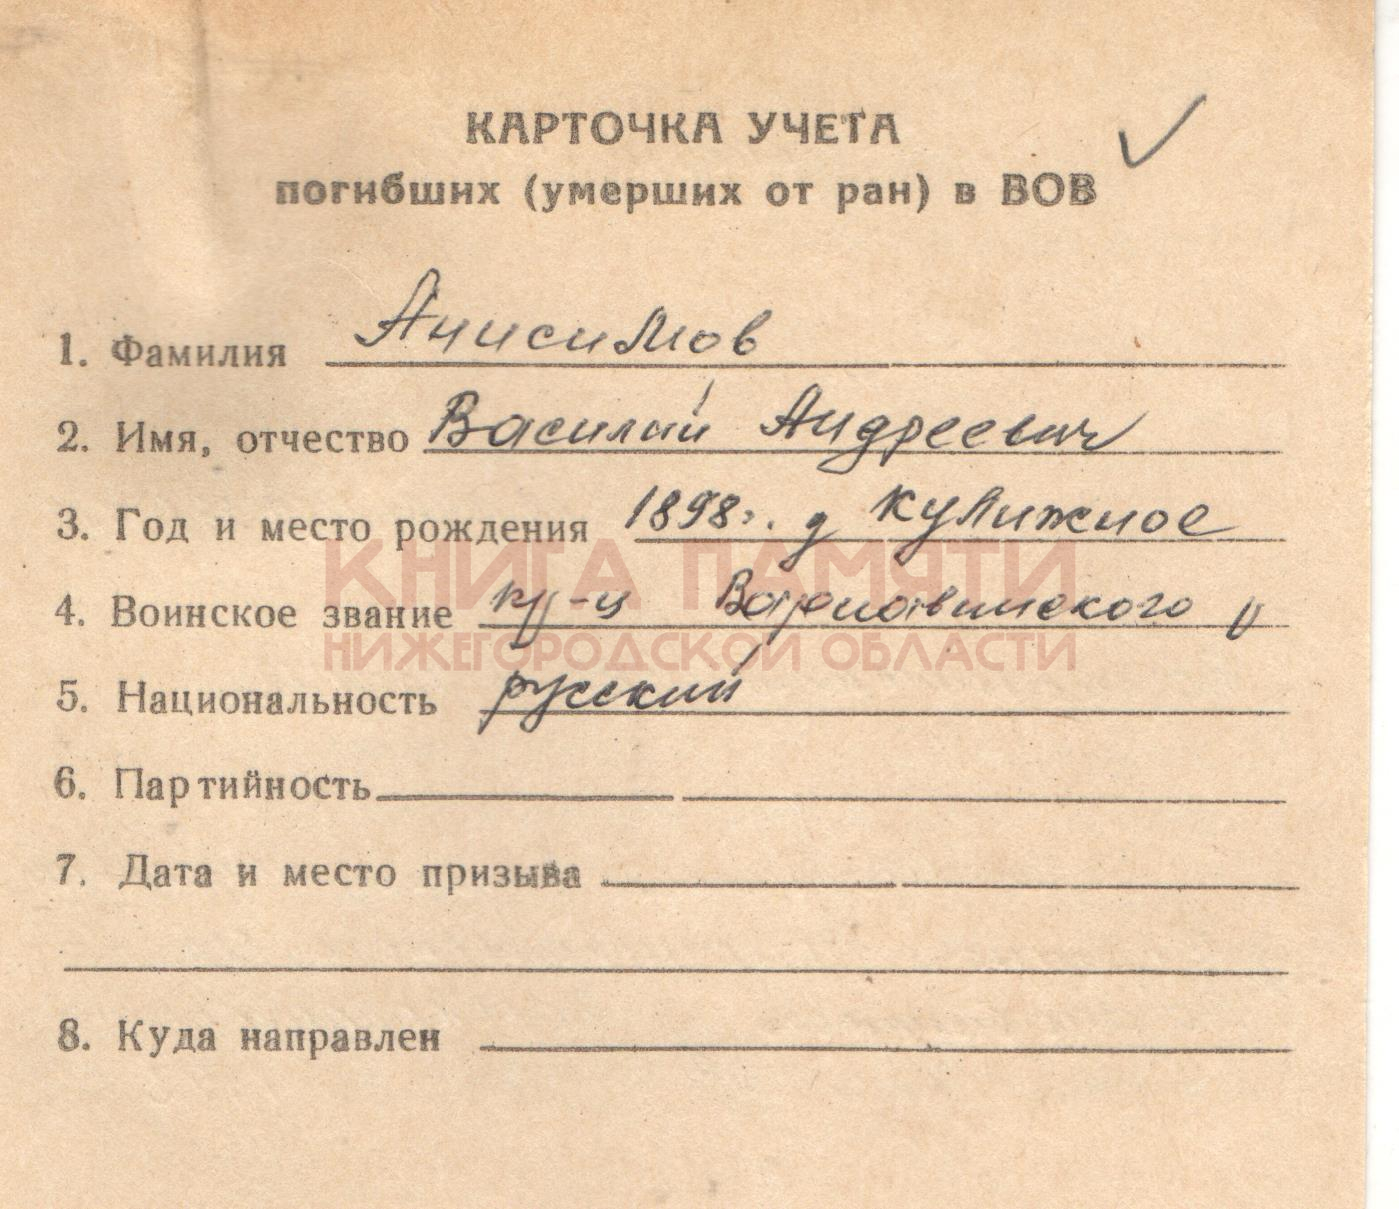 КАРТОЧКА УЧЕТА
погибших (умерших от ран) в ВОВ
1. Фамилия Анисимов
2. Имя, отчество Василий Андреевич
3. Год и место рождения 1898г. д Кулижное
КНИГА ПАМЯТИ
4. Воинское звание кр-ц Варнавинского р
НИЖЕГОРОДСКОЙ ОБЛАСТИ
5. Национальность русский
6. Партийность
7. Дата и место призыва
8. Куда направлен